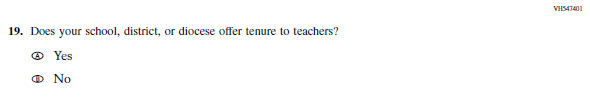 VH547401
19. Does your school, district, or diocese offer tenure to teachers?
A Yes
B No